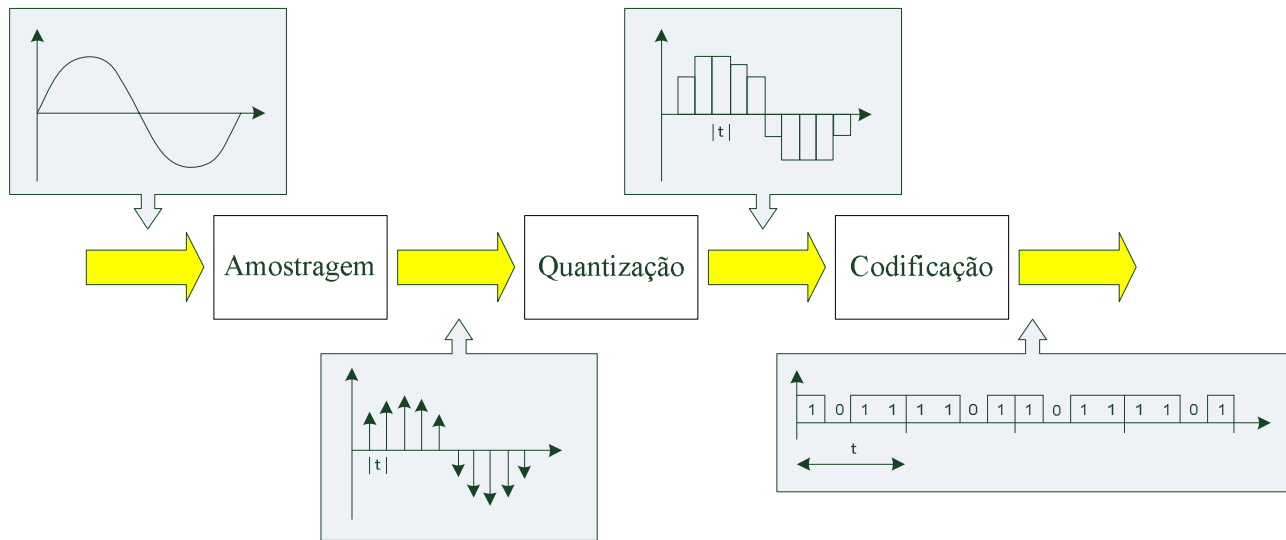 |t|
Amostragem
Quantização
Codificação
|t|
1 0 1 1 1 1 0 1 1 0 1 1 1 1 0 1
t